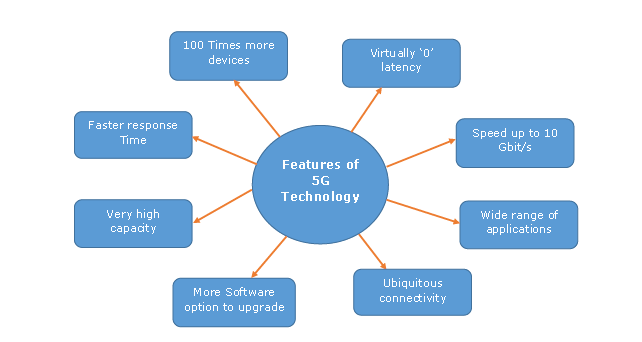 100 Times more
devices
Virtually ‘0’
latency
Faster response
Time
Speed up to 10
Gbit/s
Features of
5G
Technology
Very high
capacity
Wide range of
applications
More Software
option to upgrade
Ubiquitous
connectivity